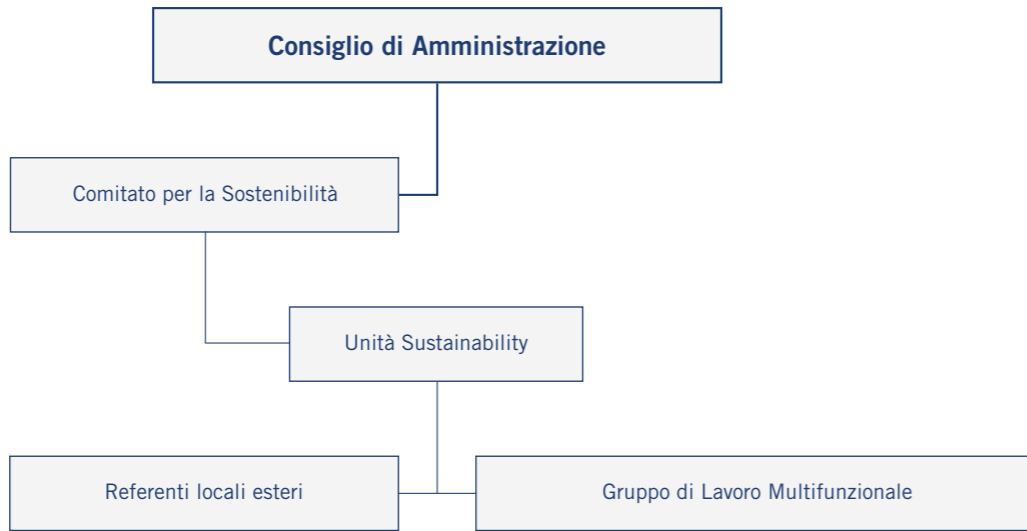 Consiglio di Amministrazione
Comitato per la Sostenibilità
Unità Sustainability
Referenti locali esteri
Gruppo di Lavoro Multifunzionale